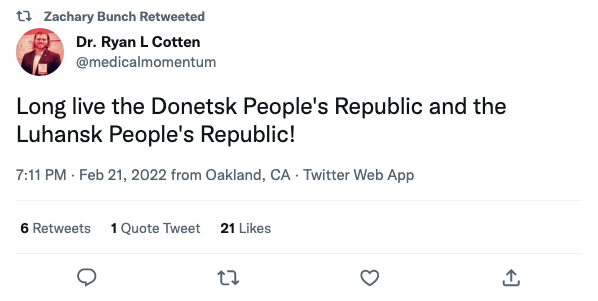 Zachary Bunch Retweeted
Dr. Ryan L Cotten
@medicalmomentum
Long live the Donetsk People's Republic and the
Luhansk People's Republic!
7:11 PM · Feb 21, 2022 from Oakland, CA · Twitter Web App
6 Retweets 1 Quote Tweet 21 Likes